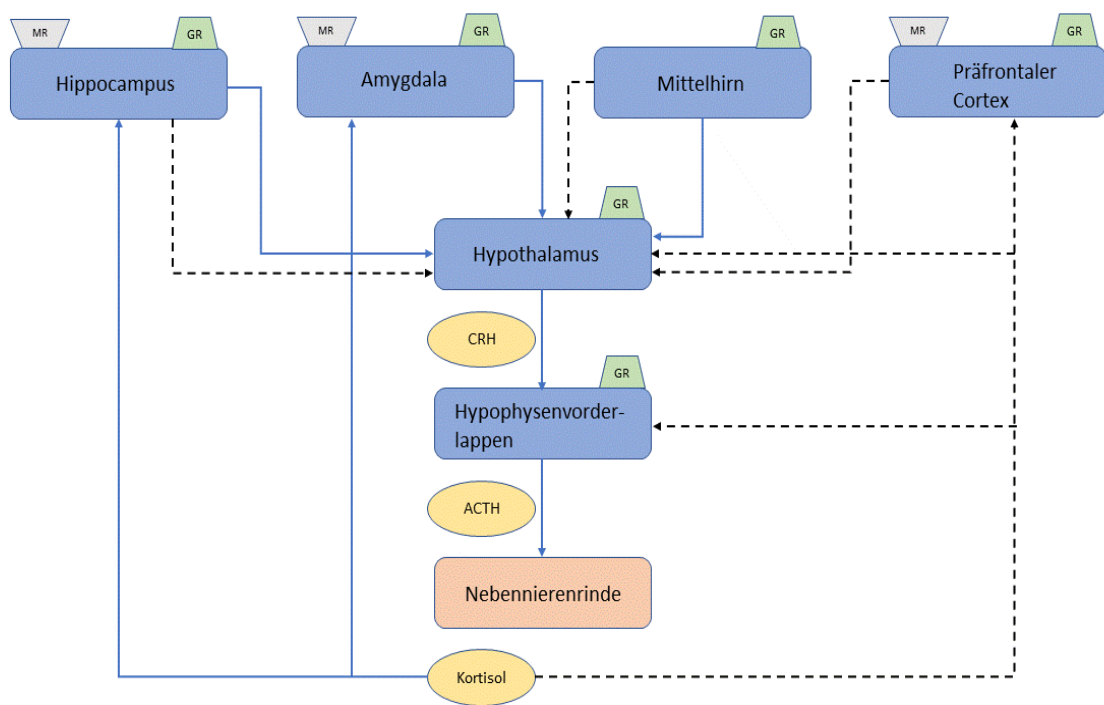 MR
GR
MR
GR
GR
MR
GR
Hippocampus
Amygdala
Mittelhirn
Präfrontaler
Cortex
GR
Hypothalamus
CRH
GR
Hypophysenvorder-
lappen
ACTH
Nebennierenrinde
Kortisol